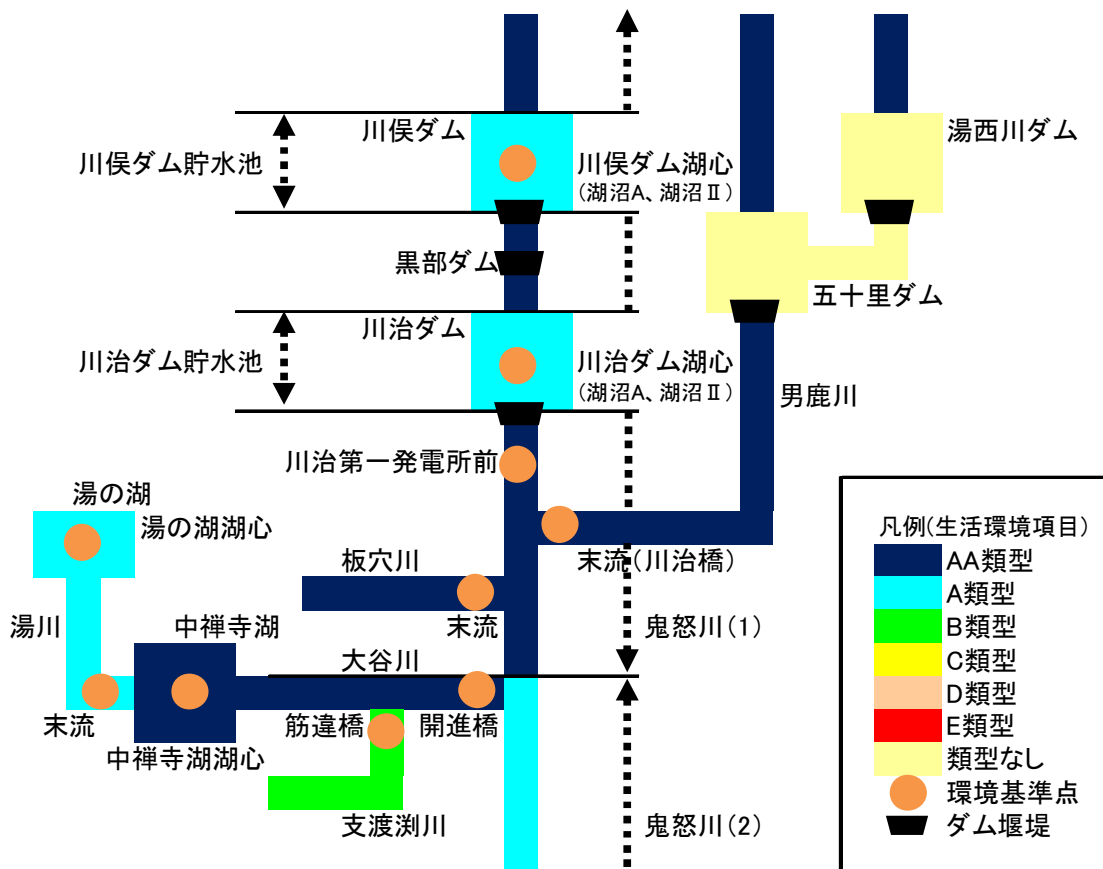 川俣ダム
湯西川ダム
川俣ダム貯水池
川俣ダム湖心
(湖沼A、湖沼Ⅱ)
黒部ダム
五十里ダム
川治ダム
川治ダム貯水池
川治ダム湖心
(湖沼A、湖沼Ⅱ)
男鹿川
川治第一発電所前
湯の湖
湯の湖湖心
末流(川治橋)
板穴川
湯川
中禅寺湖
末流
鬼怒川(1)
大谷川
末流
筋違橋
開進橋
中禅寺湖湖心
支渡渕川
鬼怒川(2)
凡例(生活環境項目)
AA類型
A類型
B類型
C類型
D類型
E類型
類型なし
環境基準点
ダム堰堤